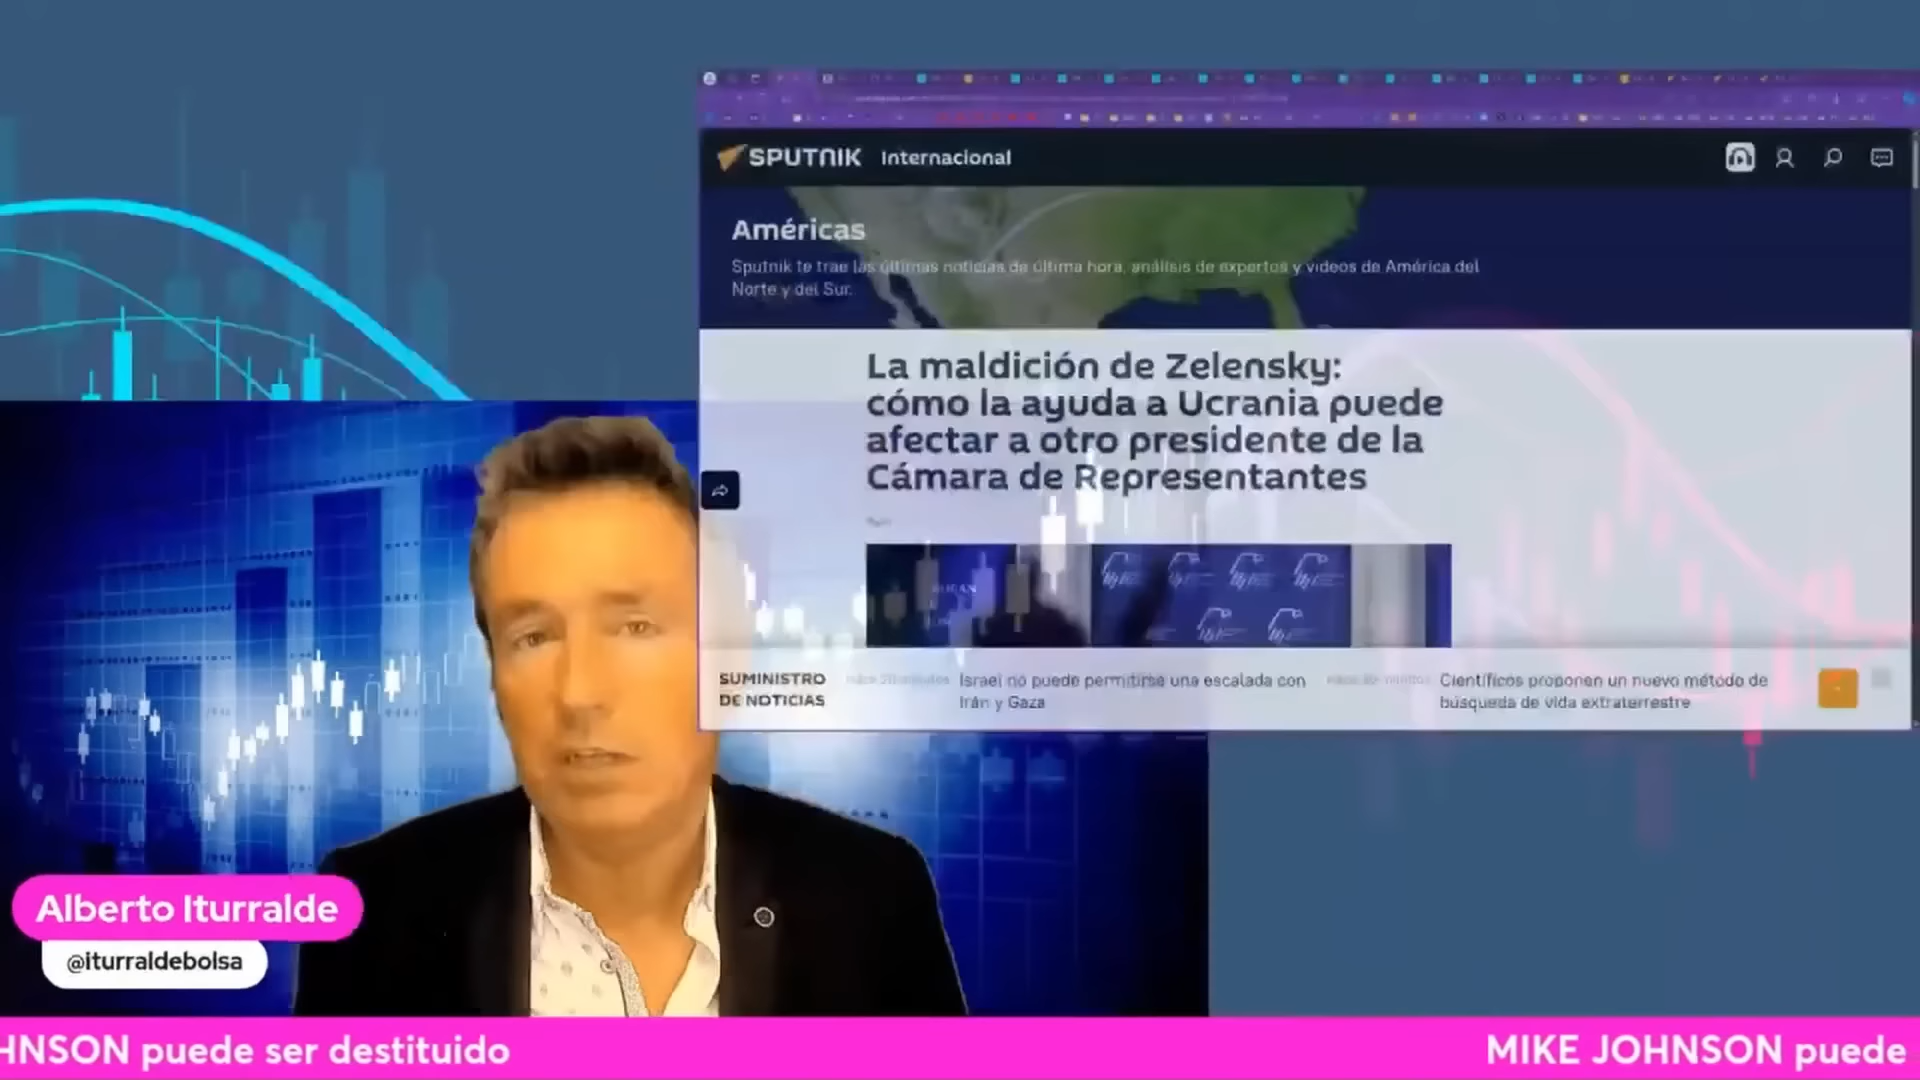 SPUTNIK Internacional
Américas
Sputnik te trae las últimas noticias de última hora, análisis de expertos y videos de América del
Norte y del Sur.
La maldición de Zelensky:
cómo la ayuda a Ucrania puede
afectar a otro presidente de la
Cámara de Representantes
SUMINISTRO
DE NOTICIAS
Israel no puede permitirse una escalada con
Irán y Gaza
Científicos proponen un nuevo método de
búsqueda de vida extraterrestre
Alberto Iturralde
@iturraldebolsa
HNSON puede ser destituido
MIKE JOHNSON puede